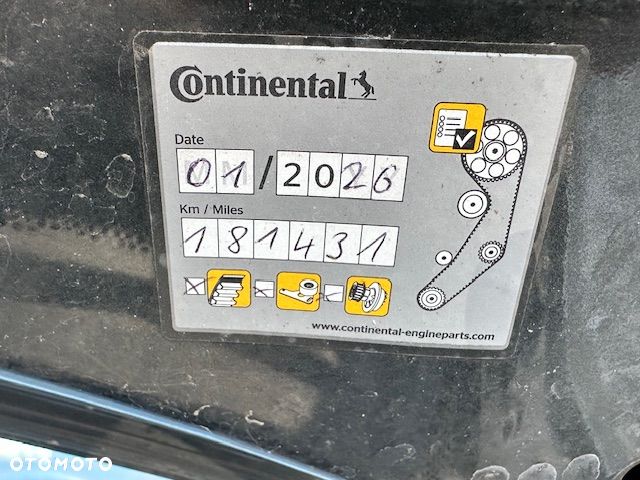 Continental
Date
01/2026
Km / Miles
181431
www.continental-engineparts.com
OTOMOTO